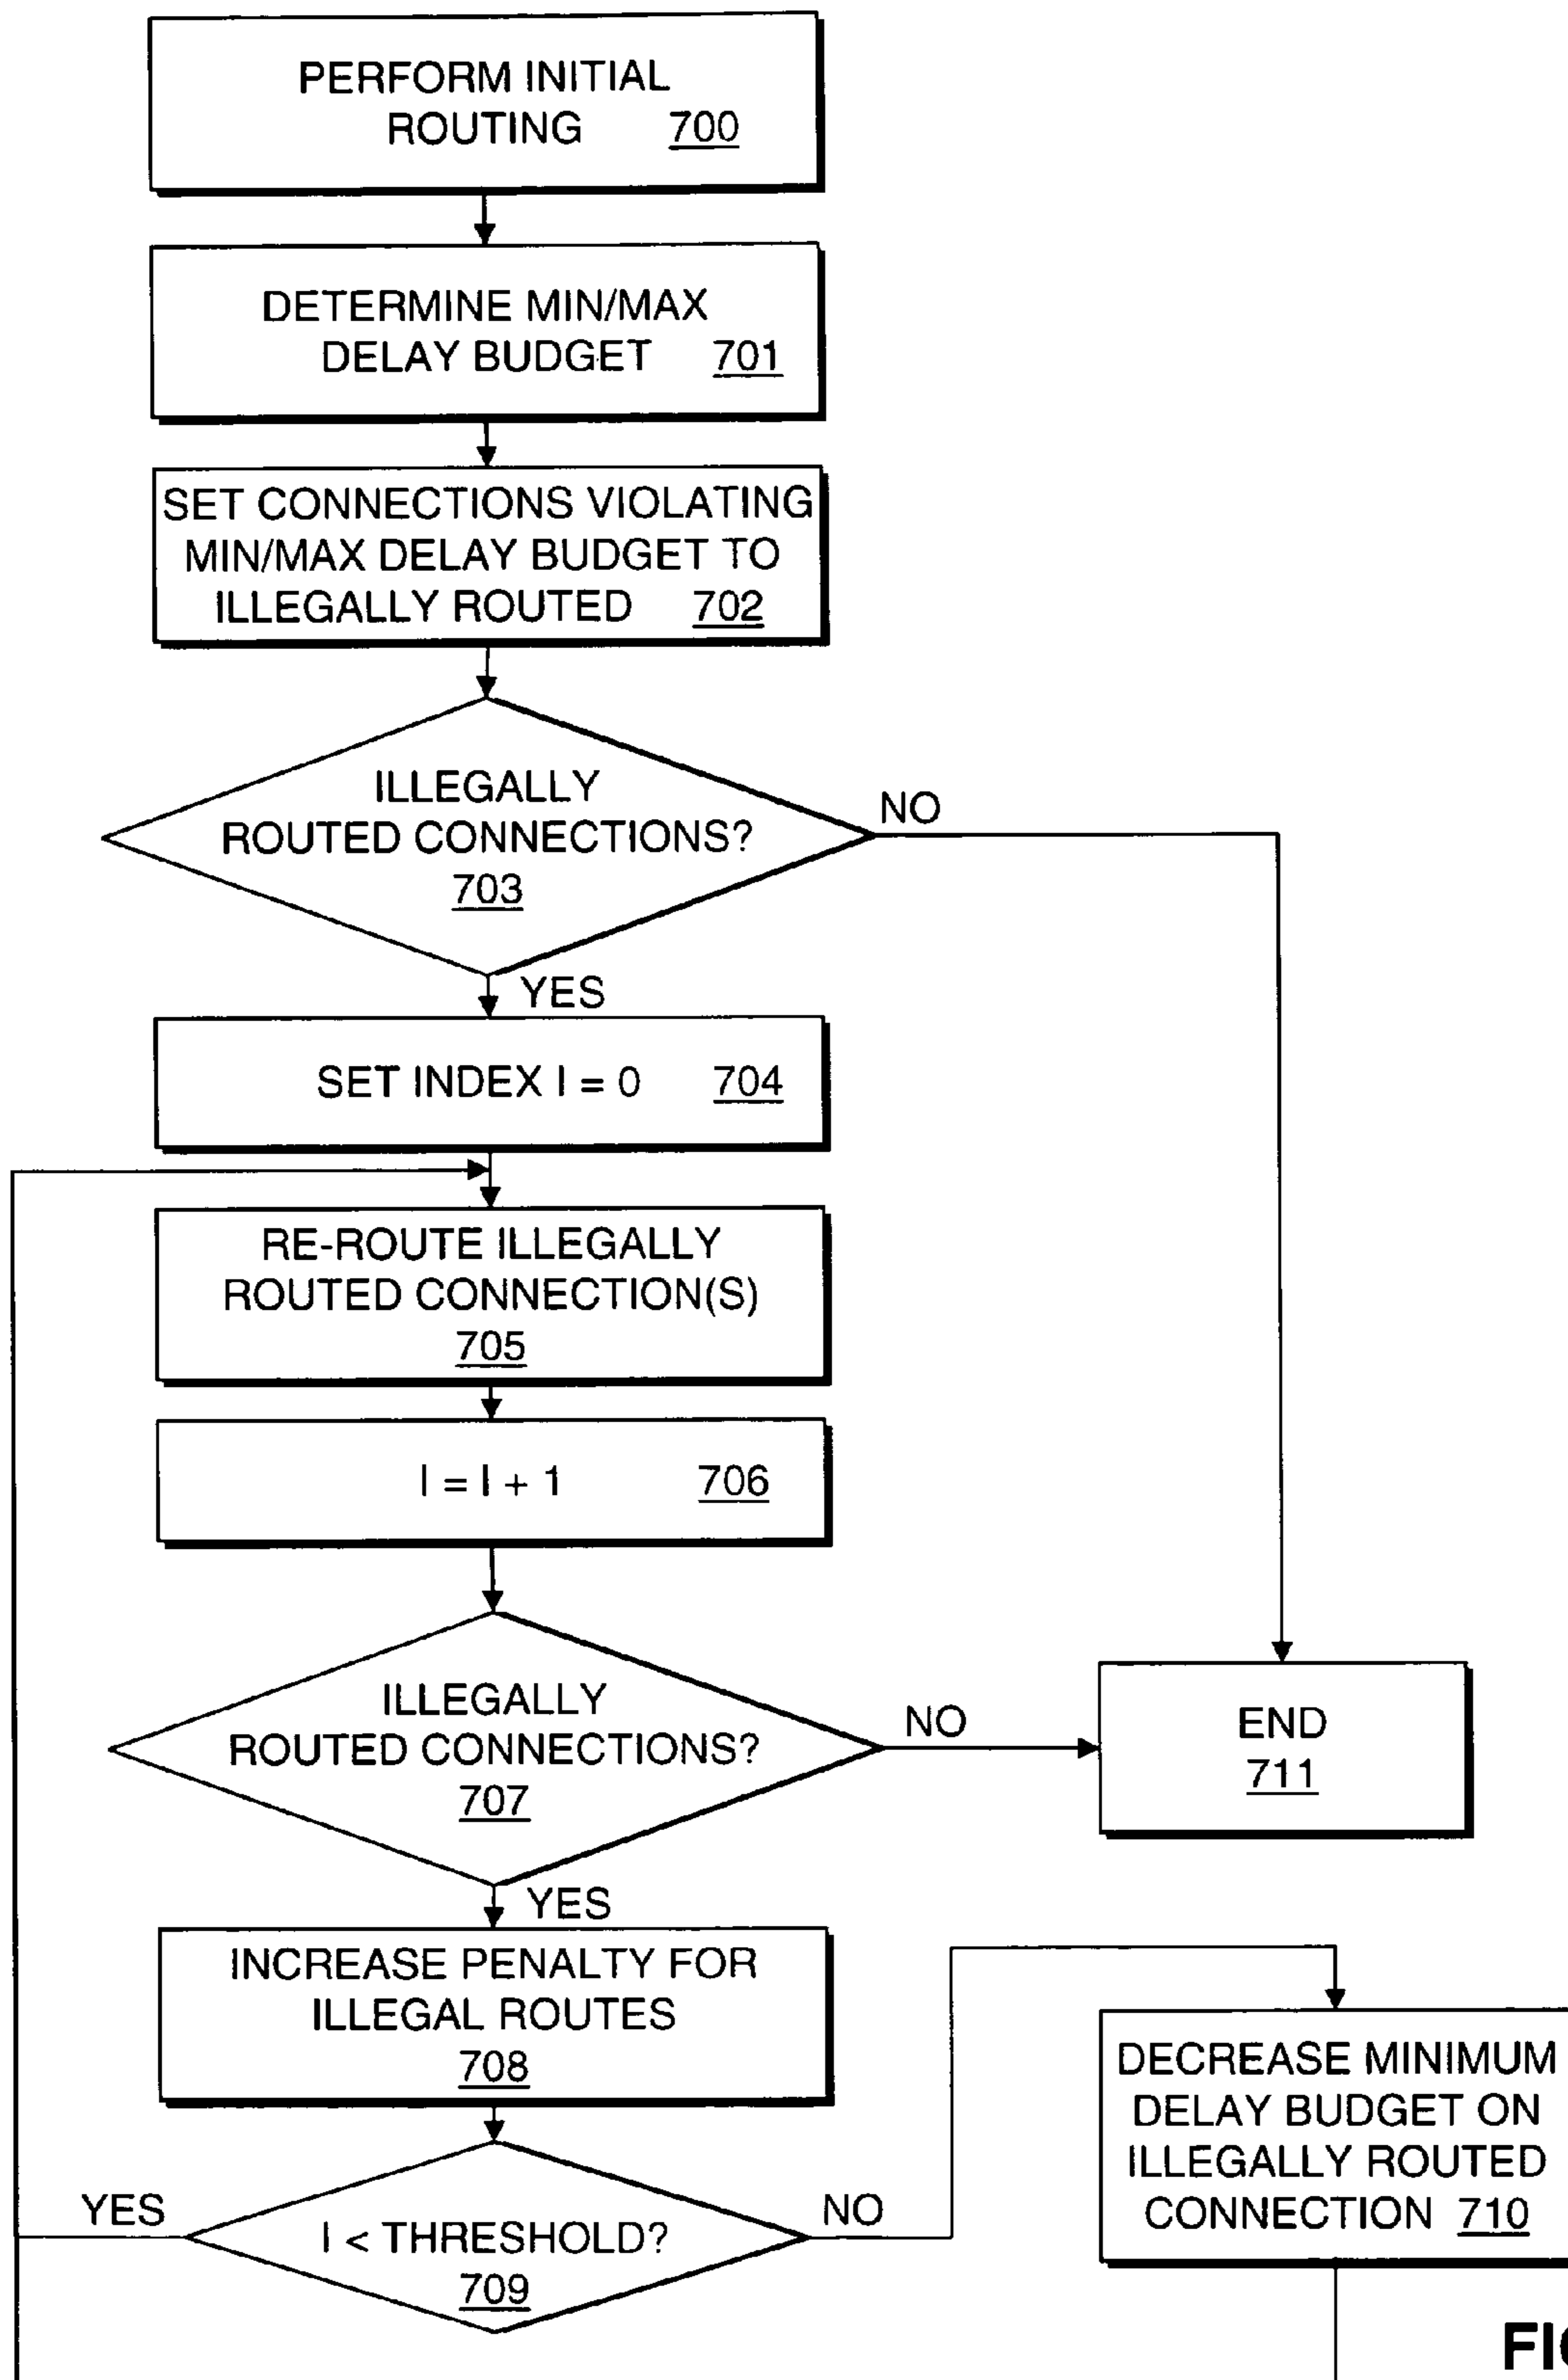 PERFORM INITIAL
ROUTING 700
DETERMINE MIN/MAX
DELAY BUDGET 701
SET CONNECTIONS VIOLATING
MIN/MAX DELAY BUDGET TO
ILLEGALLY ROUTED 702
ILLEGALLY
ROUTED CONNECTIONS?
703
NO
YES
SET INDEX I = 0 704
RE-ROUTE ILLEGALLY
ROUTED CONNECTION(S)
705
I = I + 1 706
ILLEGALLY
ROUTED CONNECTIONS?
707
NO
END
711
YES
INCREASE PENALTY FOR
ILLEGAL ROUTES
708
DECREASE MINIMUM
DELAY BUDGET ON
ILLEGALLY ROUTED
CONNECTION 710
YES
I < THRESHOLD?
709
NO